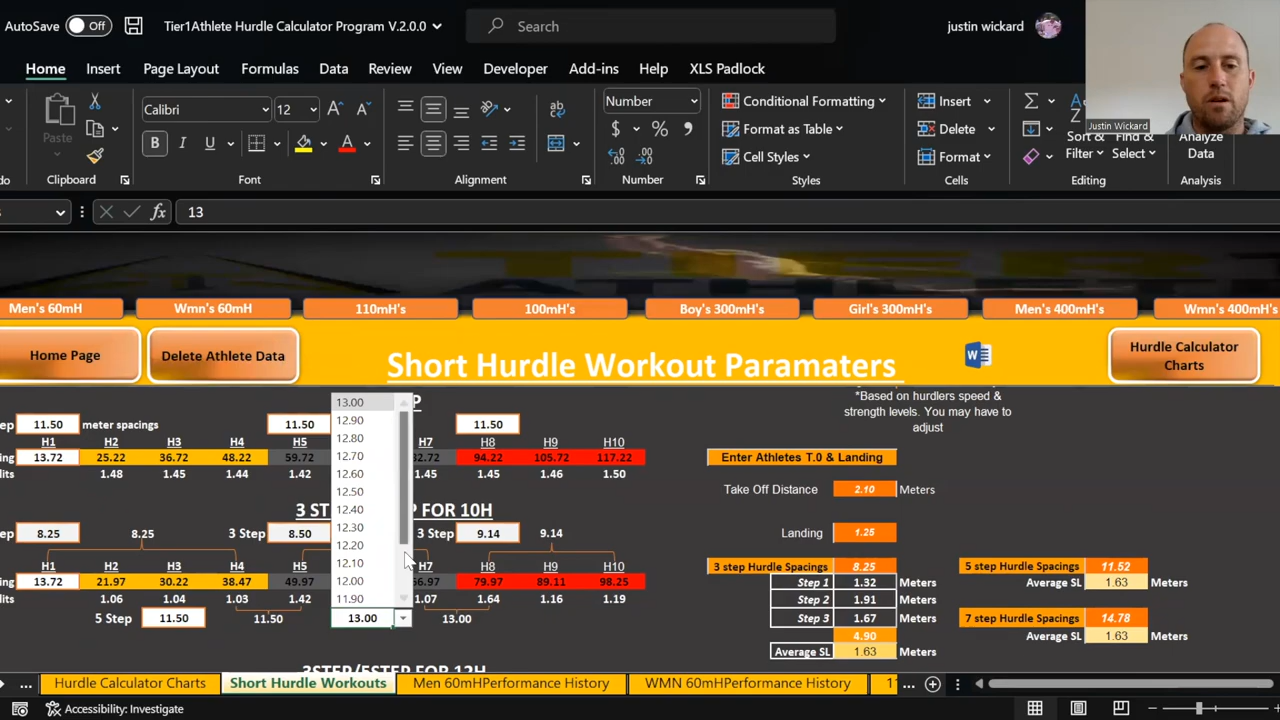 AutoSave Off Tier1Athlete Hurdle Calculator Program V.2.0.0 Search justin wickard
Home Insert Page Layout Formulas Data Review View Developer Add-ins Help XLS Padlock
Paste Calibri 12 Number Conditional Formatting Insert
Format as Table Delete Sort & Filter Find & Select Analyze Data
Cell Styles Format
Justin Wickard
Clipboard Font Alignment Number Styles Cells Editing Analysis
13
Men's 60mH Wmn's 60mH 110mH's 100mH's Boy's 300mH's Girl's 300mH's Men's 400mH's Wmn's 400mH's
Home Page Delete Athlete Data Short Hurdle Workout Paramaters Hurdle Calculator Charts
*Based on hurdlers speed &
strength levels. You may have to
adjust
11.50 meter spacings 11.50 11.50
H1 H2 H3 H4 H5 H7 H8 H9 H10
13.72 25.22 36.72 48.22 59.72 94.22 105.72 117.22
1.48 1.45 1.44 1.42 1.45 1.45 1.46 1.50
13.00
12.90
12.80
12.70
12.60
12.50
12.40
12.30
12.20
12.10
12.00
11.90
Enter Athletes T.0 & Landing
Take Off Distance 2.10 Meters
Landing 1.25
FOR 10H
8.25 8.25 3 Step 8.50 3 Step 9.14 9.14
H1 H2 H3 H4 H5 H7 H8 H9 H10
13.72 21.97 30.22 38.47 49.97 79.97 89.11 98.25
1.06 1.04 1.03 1.42 1.07 1.64 1.16 1.19
5 Step 11.50 11.50 13.00 13.00
3STEP/5STEP FOR 12H
3 step Hurdle Spacings 8.25
Step 1 1.32 Meters
Step 2 1.91 Meters
Step 3 1.67 Meters
4.90
Average SL 1.63 Meters
5 step Hurdle Spacings 11.52
Average SL 1.63 Meters
7 step Hurdle Spacings 14.78
Average SL 1.63 Meters
Hurdle Calculator Charts Short Hurdle Workouts Men 60mHPerformance History WMN 60mHPerformance History
Accessibility: Investigate